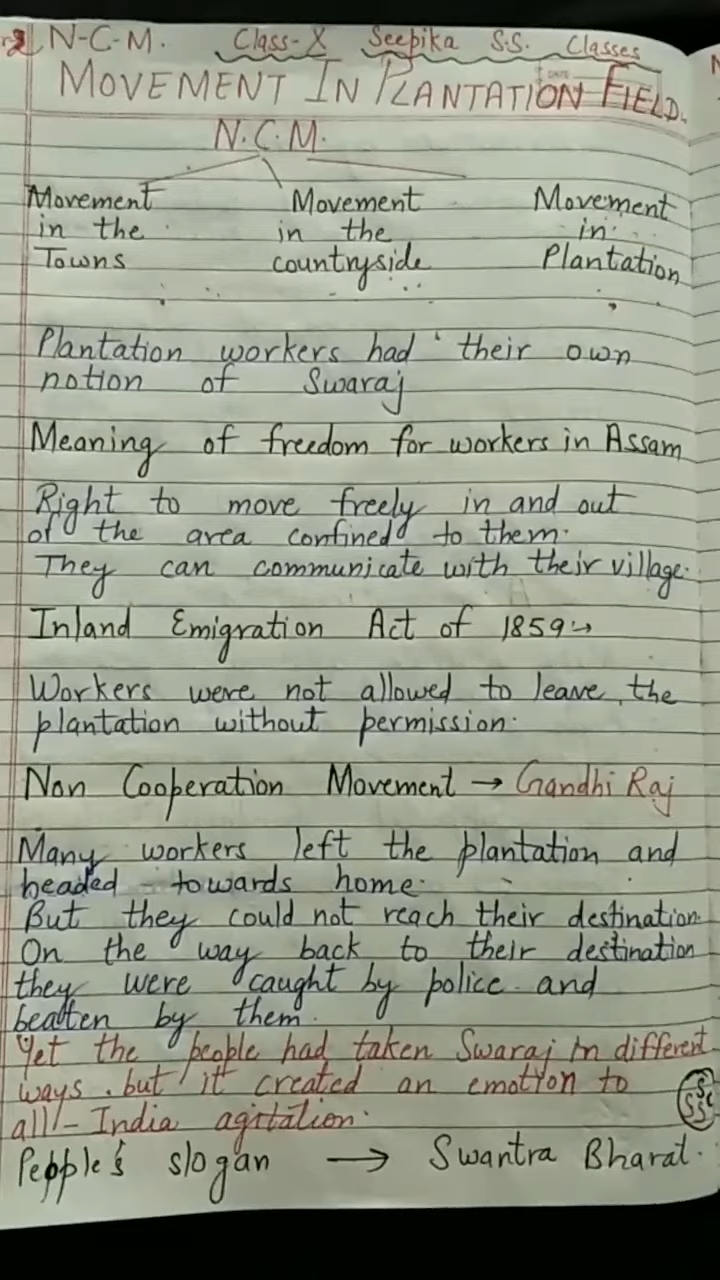 N-C-M. Class-X Seepika S.S. Classes
MOVEMENT IN PLANTATION FIELD.
N.C.M.
Movement in the Towns
Movement in the countryside
Movement in Plantation
Plantation workers had their own
notion of Swaraj
Meaning of freedom for workers in Assam
Right to move freely in and out
of the area confined to them.
They can communicate with their village.
Inland Emigration Act of 1859→
Workers were not allowed to leave the
plantation without permission.
Non Cooperation Movement → Gandhi Raj
Many workers left the plantation and
headed towards home.
But they could not reach their destination
On the way back to their destination
they were caught by police and
beatten by them.
Yet the people had taken Swaraj in different
ways. but it created an emotion to
all-India agitation.
People's slogan → Swantra Bharat.